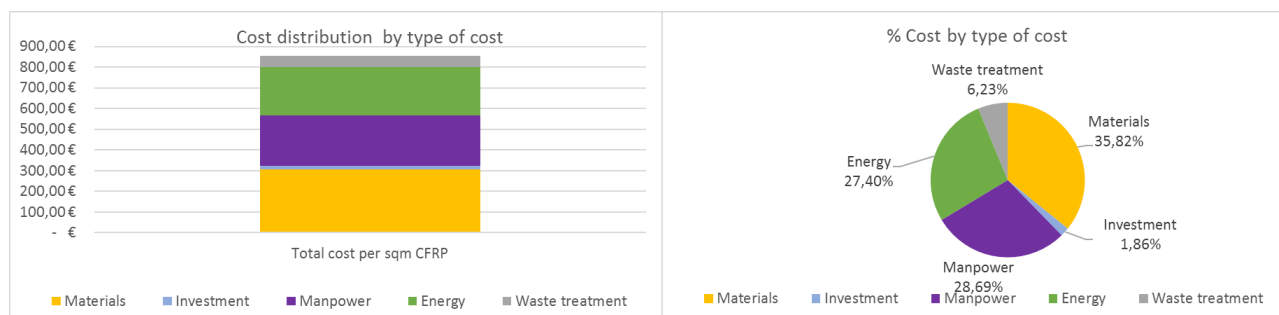 Cost distribution by type of cost
900,00 €
800,00 €
700,00 €
600,00 €
500,00 €
400,00 €
300,00 €
200,00 €
100,00 €
- €
Total cost per sqm CFRP
Materials Investment Manpower Energy Waste treatment
% Cost by type of cost
Waste treatment
6,23%
Materials
35,82%
Energy
27,40%
Investment
1,86%
Manpower
28,69%
Materials Investment Manpower Energy Waste treatment